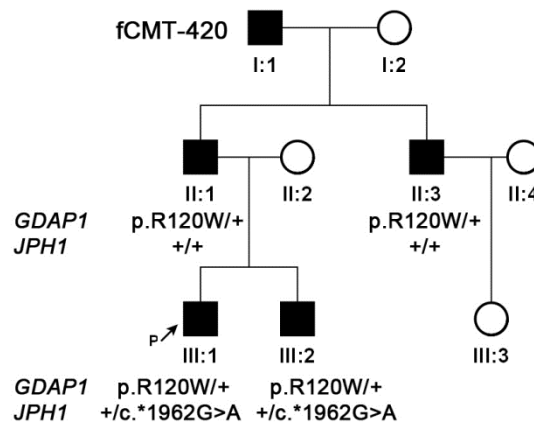 fCMT-420
I:1 I:2
II:1 II:2 II:3 II:4
GDAP1 p.R120W/+ p.R120W/+
JPH1 +/+ +/+
P
III:1 III:2 III:3
GDAP1 p.R120W/+ p.R120W/+
JPH1 +/c.*1962G>A +/c.*1962G>A